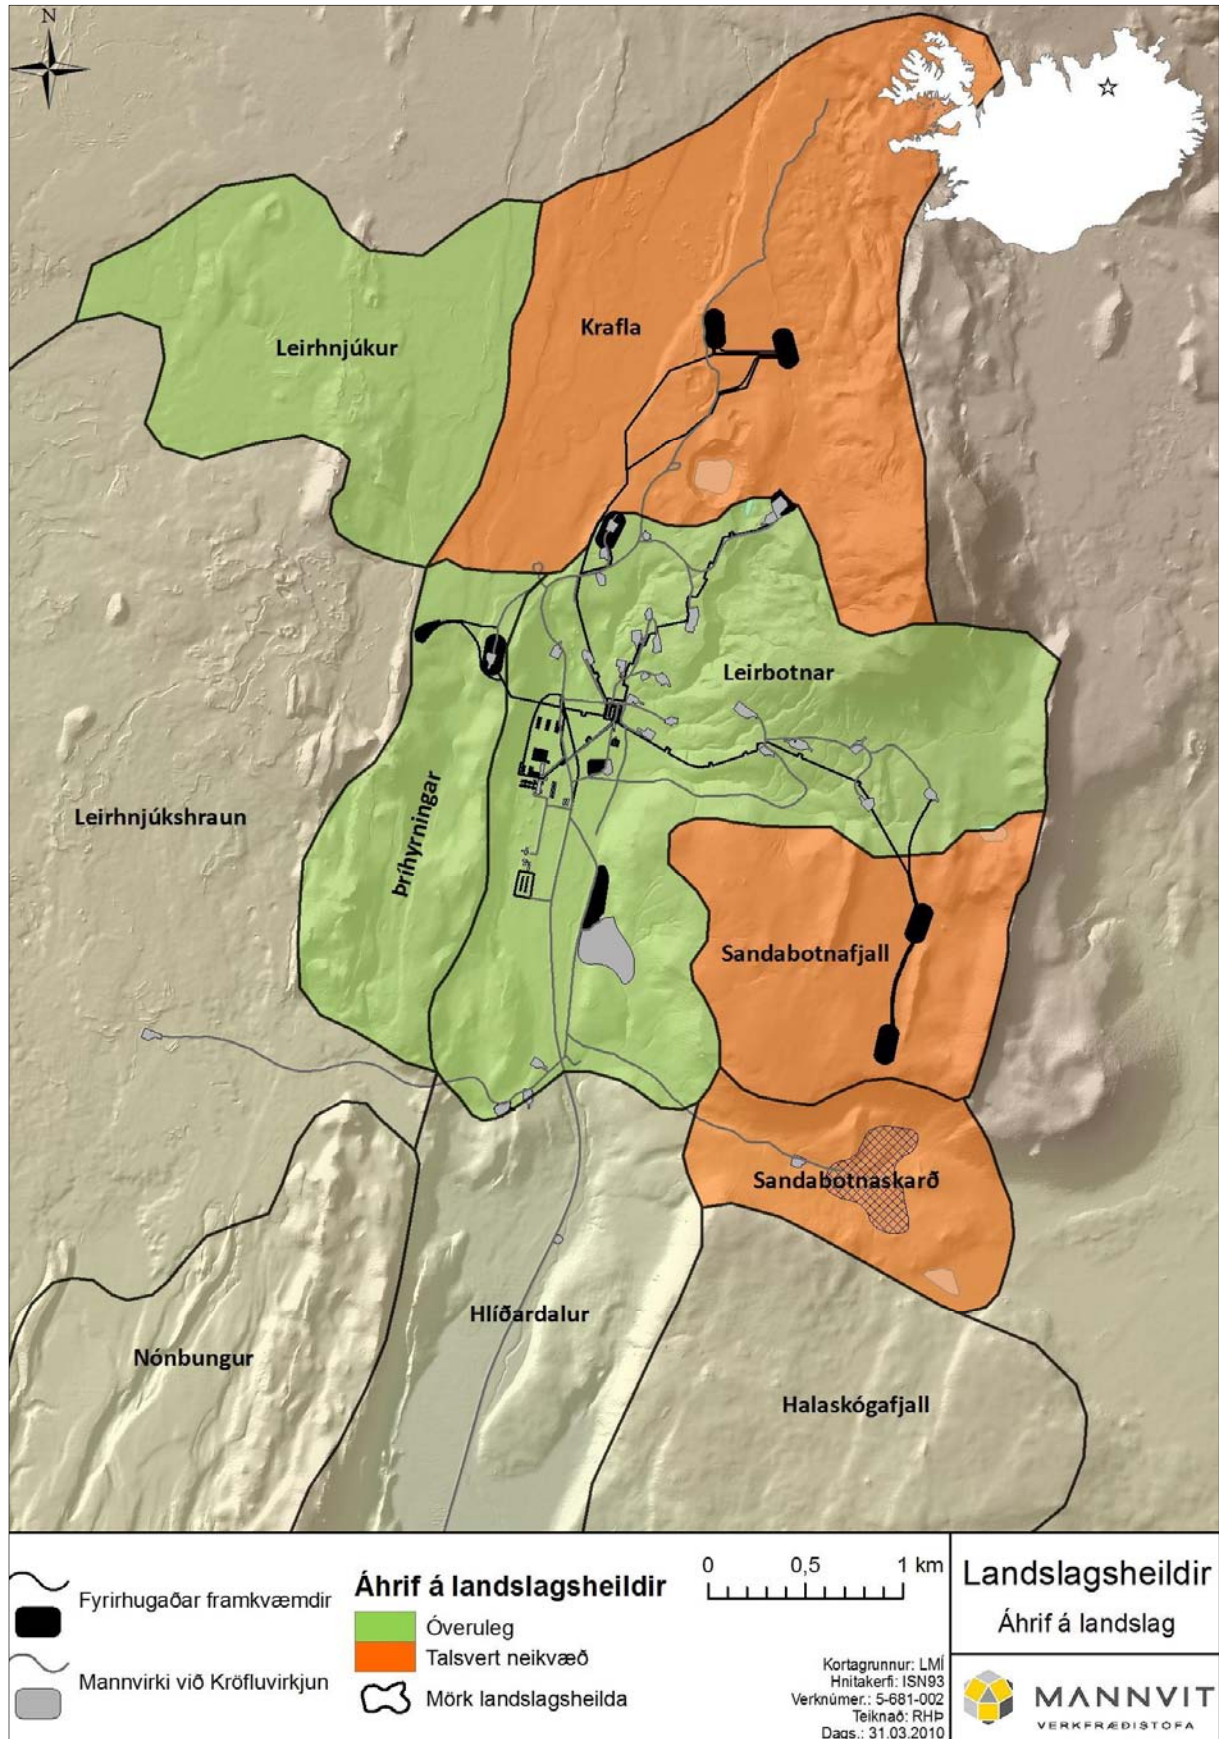 N
Krafla
Leirhnjúkur
Leirbotnar
Þríhyrningar
Leirhnjúkshraun
Sandabotnafjall
Sandabotnaskarð
Hlíðardalur
Nónbungur
Halaskógafjall
Fyrirhugaðar framkvæmdir
Mannvirki við Kröfluvirkjun
Áhrif á landslagsheildir
Óveruleg
Talsvert neikvæð
Mörk landslagsheilda
0 0,5 1 km
Kortagrunnur: LMÍ
Hnitakerfi: ISN93
Verknúmer.: 5-681-002
Teiknað: RHÞ
Dags.: 31.03.2010
Landslagsheildir
Áhrif á landslag
MANNVIT
VERKFRÆÐISTOFA